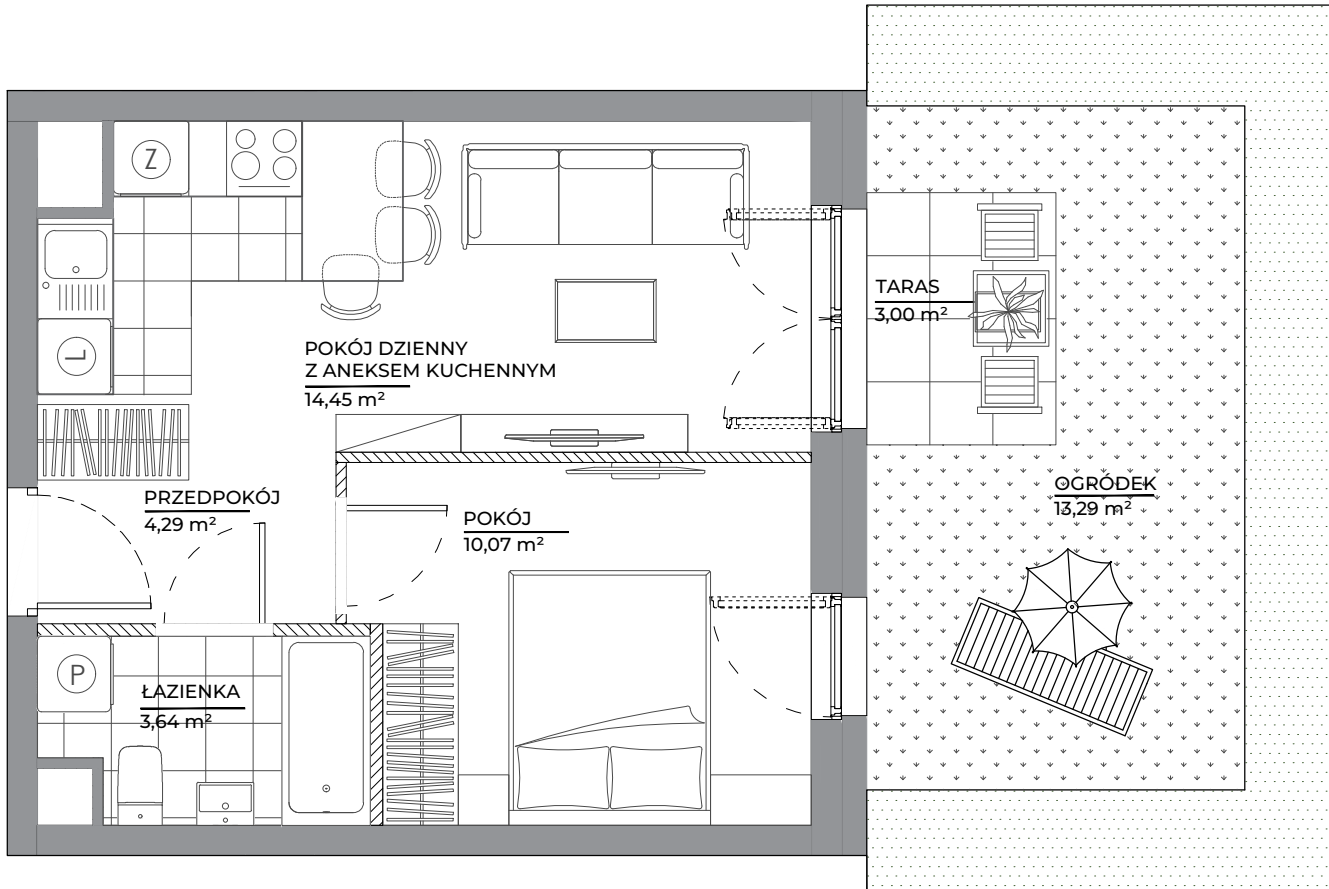 Z
L
POKÓJ DZIENNY
Z ANEKSEM KUCHENNYM
14,45 m²
TARAS
3,00 m²
PRZEDPOKÓJ
4,29 m²
POKÓJ
10,07 m²
OGRÓDEK
13,29 m²
P
ŁAZIENKA
3,64 m²